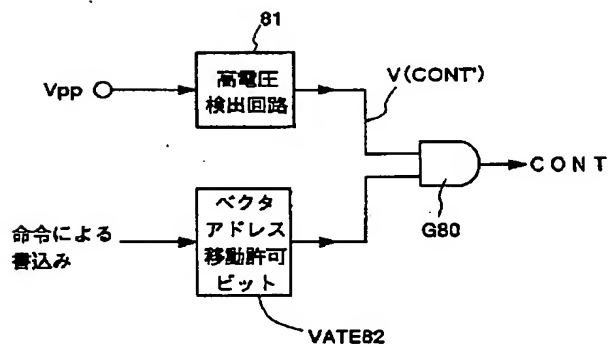 81
高電圧
検出回路
Vpp
V(CONT')
CONT
G80
命令による
書込み
ベクタ
アドレス
移動許可
ビット
VATE82